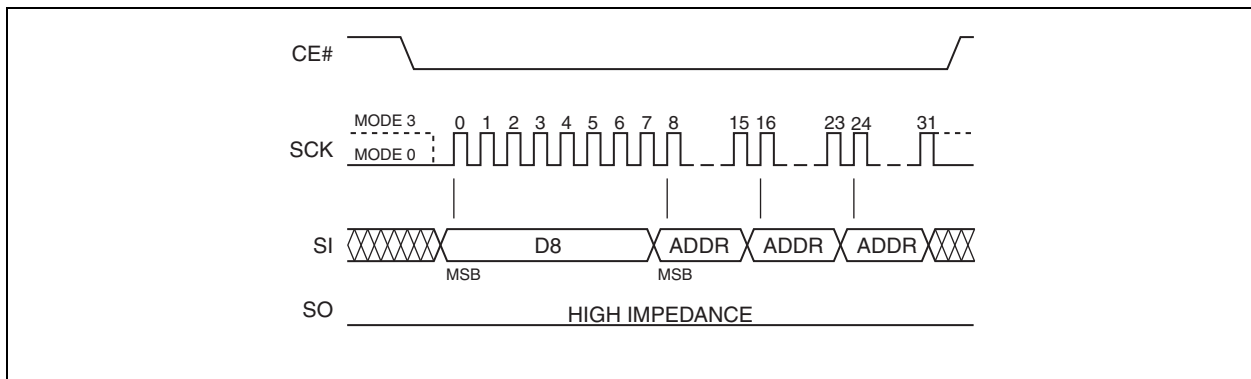 CE#
MODE 3
0 1 2 3 4 5 6 7 8 15 16 23 24 31
SCK
MODE 0
SI
D8 ADDR ADDR ADDR
MSB MSB
SO
HIGH IMPEDANCE